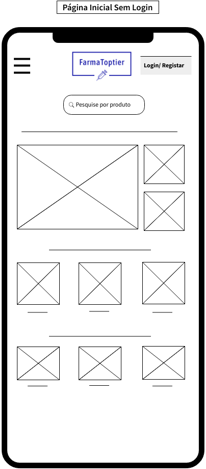 Página Inicial Sem Login
FarmaToptier
Login/ Registar
Pesquise por produto